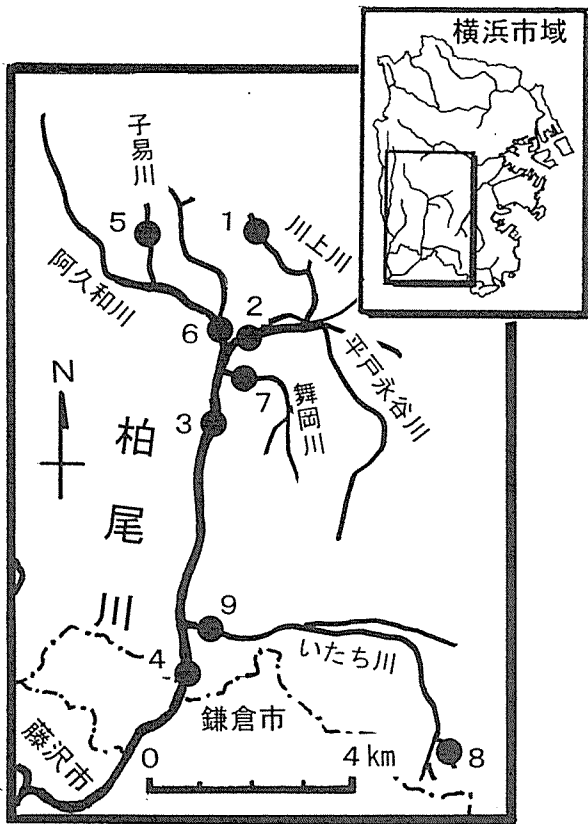 横浜市域
子易川
5
1
川上川
阿久和川
6
2
平戸永谷川
N
7
舞岡川
3
柏尾川
9
いたち川
4
鎌倉市
藤沢市
8
0
4 km